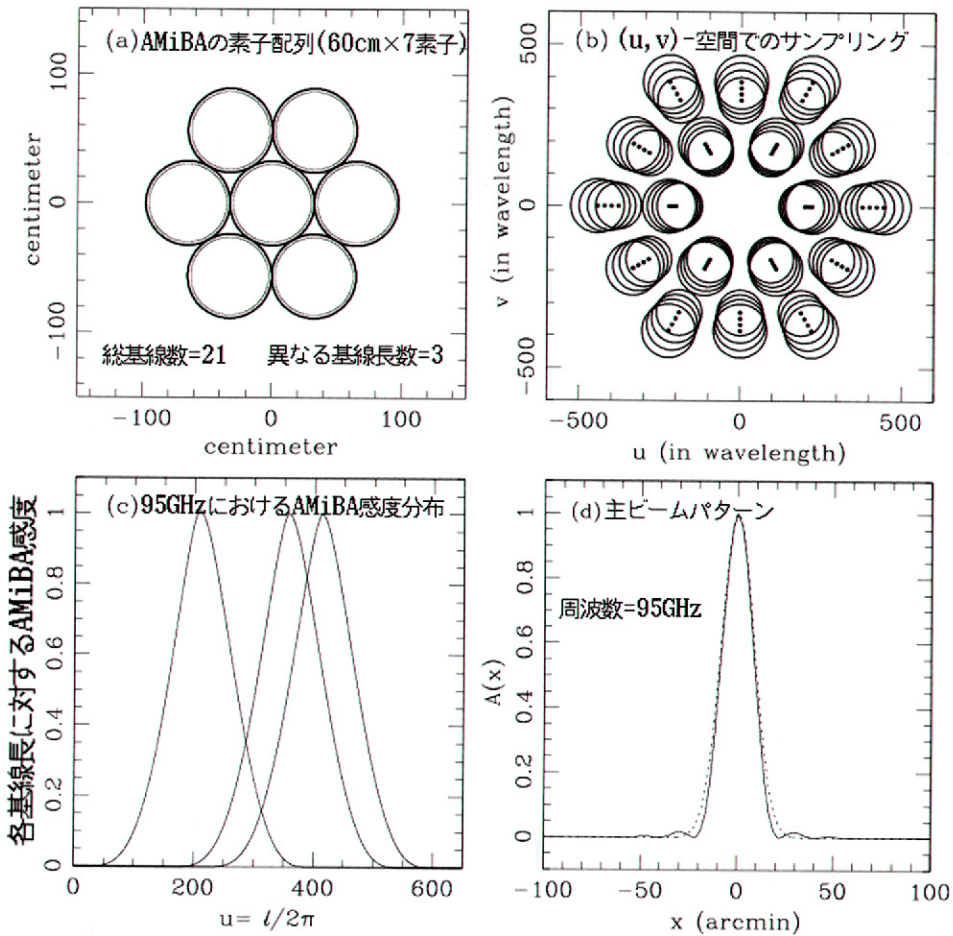 (a) AMiBAの素子配列(60cm×7素子)
centimeter
100
0
−100
総基線数=21 異なる基線長数=3
−100 0 100
centimeter
(b) (u,v)-空間でのサンプリング
v (in wavelength)
500
0
−500
−500 0 500
u (in wavelength)
(c) 95GHzにおけるAMiBA感度分布
各基線長に対するAMiBA感度
1
0.8
0.6
0.4
0.2
0
0 200 400 600
u= l/2π
(d) 主ビームパターン
周波数=95GHz
A(x)
1
0.8
0.6
0.4
0.2
0
−100 −50 0 50 100
x (arcmin)